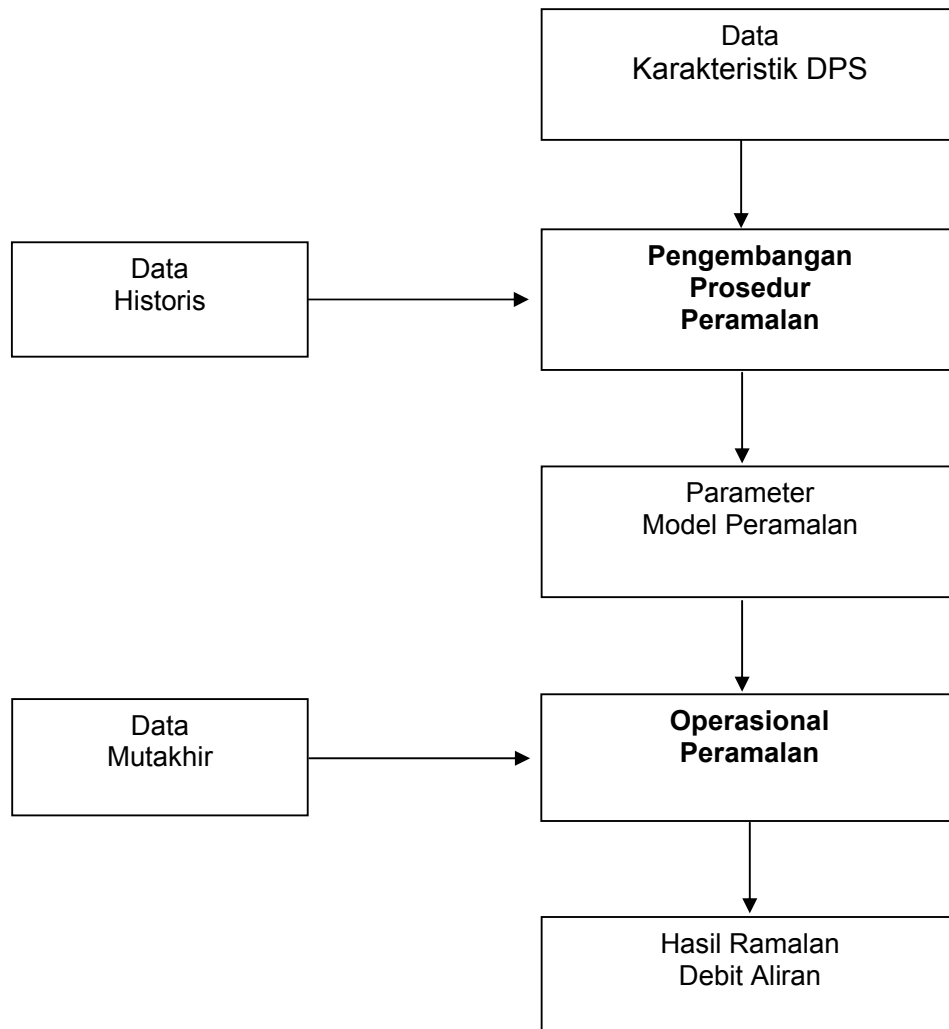 Data
Karakteristik DPS
Data
Historis
Pengembangan
Prosedur
Peramalan
Parameter
Model Peramalan
Data
Mutakhir
Operasional
Peramalan
Hasil Ramalan
Debit Aliran